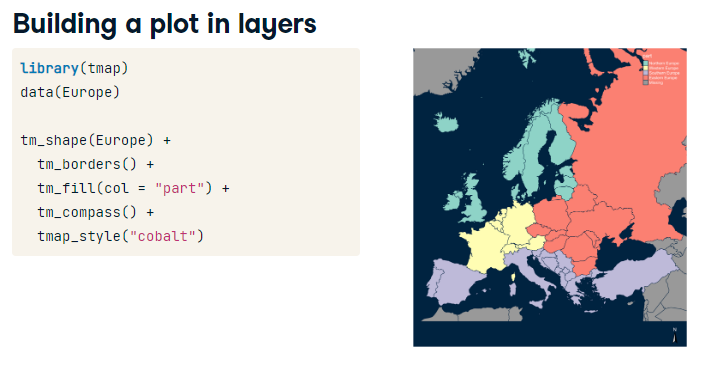 Building a plot in layers
library(tmap)
data(Europe)
tm_shape(Europe) +
tm_borders() +
tm_fill(col = "part") +
tm_compass() +
tmap_style("cobalt")
part
Northern Europe
Western Europe
Southern Europe
Eastern Europe
Missing
N